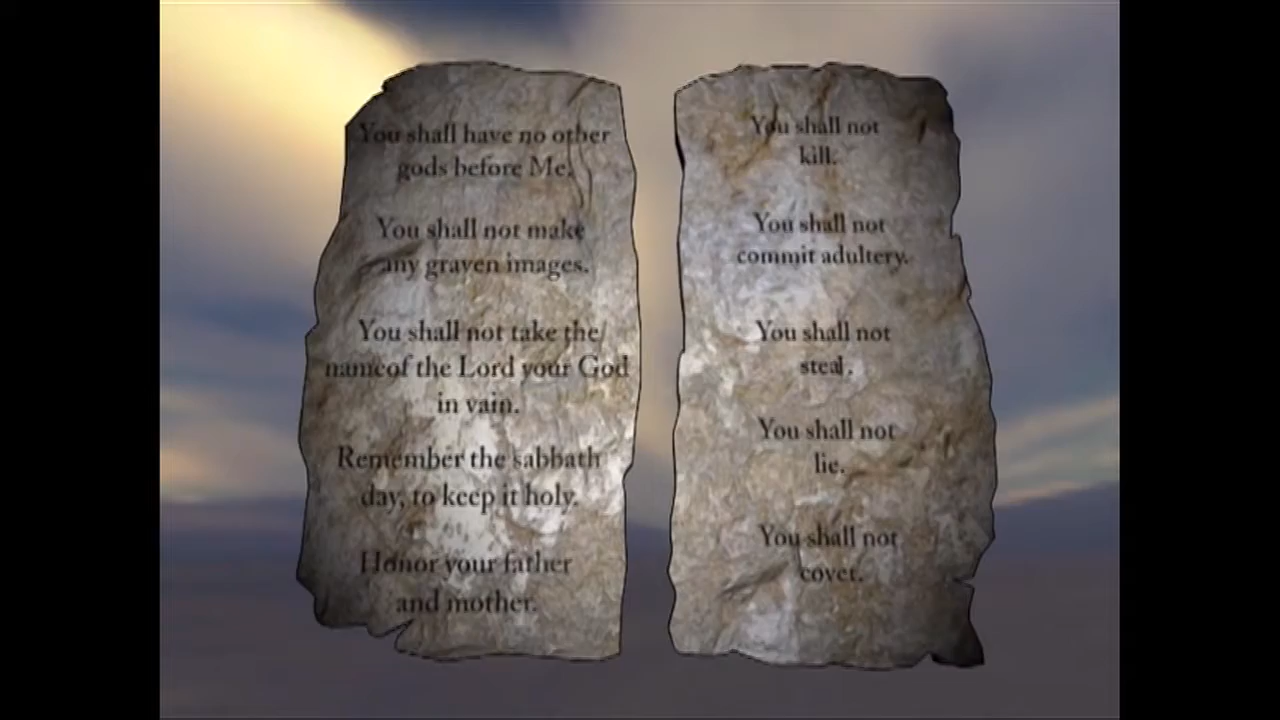 You shall have no other
gods before Me.
You shall not make
any graven images.
You shall not take the
nameof the Lord your God
in vain.
Remember the sabbath
day, to keep it holy.
Honor your father
and mother.
You shall not
kill.
You shall not
commit adultery.
You shall not
steal.
You shall not
lie.
You shall not
covet.